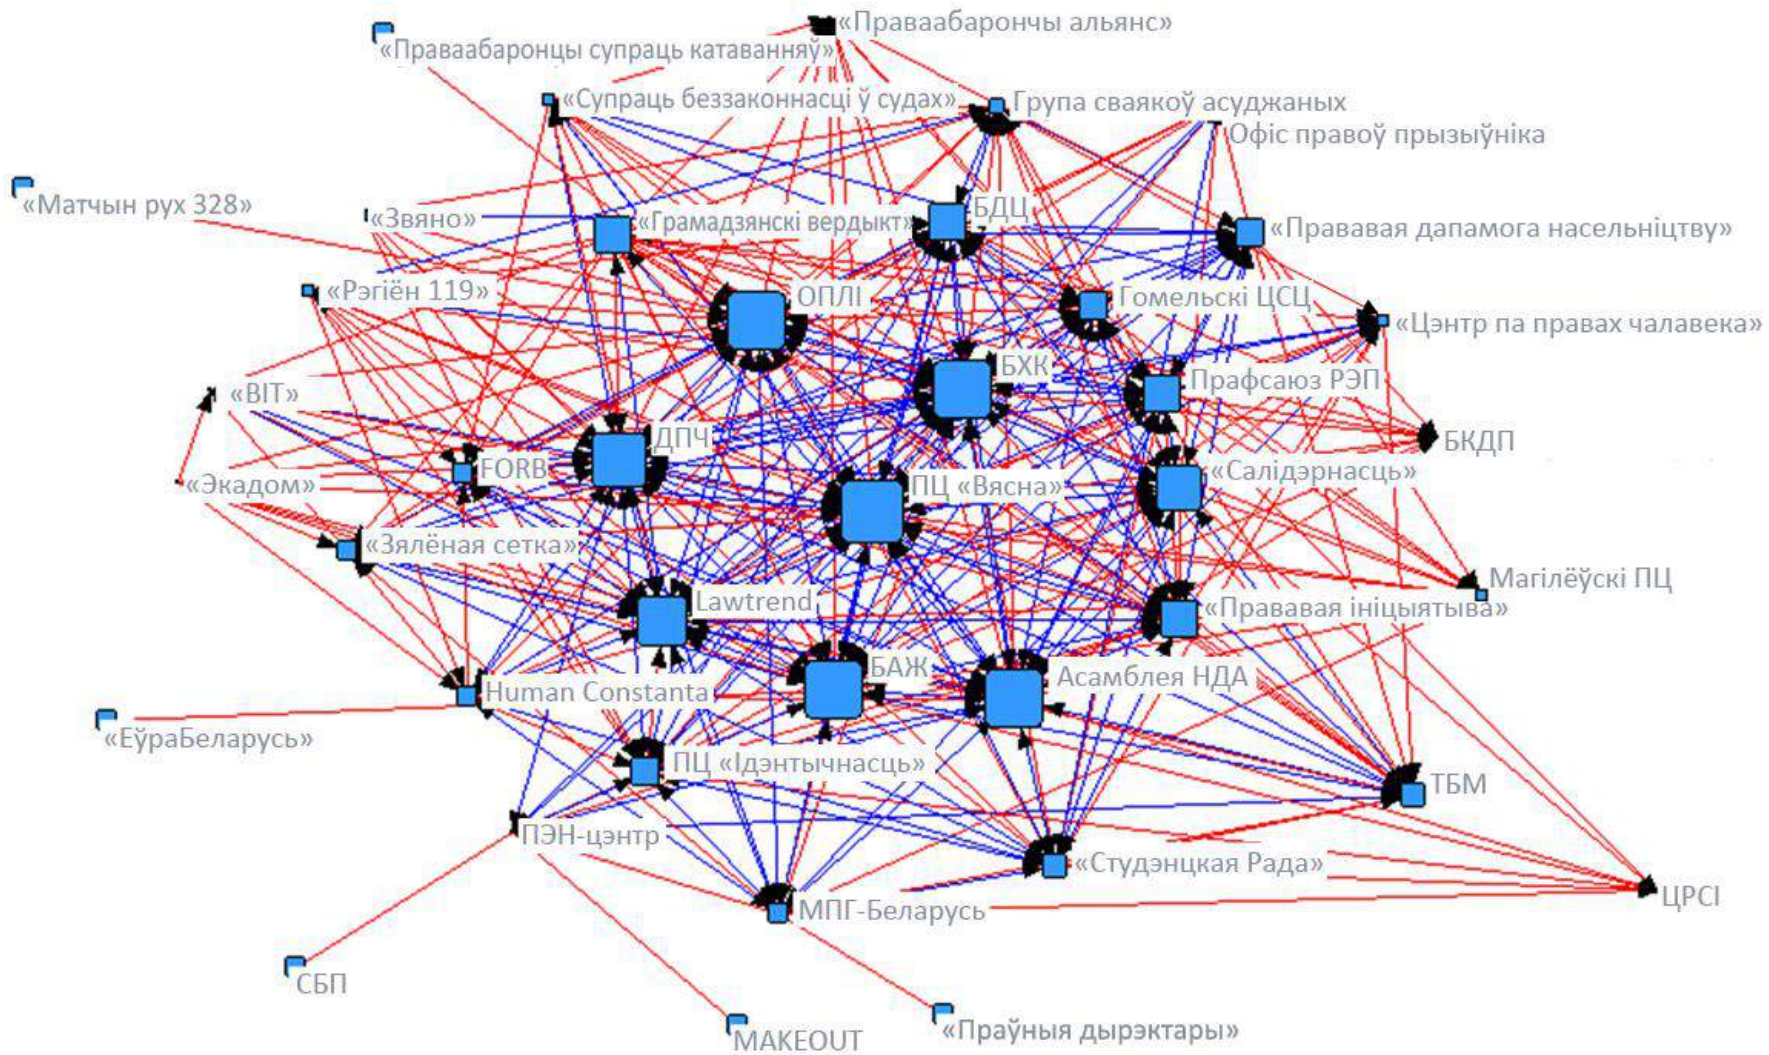 «Праваабарончы альянс»
«Праваабаронцы супраць катаванняў»
«Супраць беззаконнасці ў судах»
Група сваякоў асуджаных
Офіс правоў прызыўніка
«Матчын рух 328»
«Звяно»
«Грамадзянскі вердыкт»
БДЦ
«Прававая дапамога насельніцтву»
«Рэгіён 119»
ОПЛІ
Гомельскі ЦСЦ
«Цэнтр па правах чалавека»
«ВІТ»
БХК
Прафсаюз РЭП
ДПЧ
БКДП
FORB
«Экадом»
ПЦ «Вясна»
«Салідэрнасць»
«Зялёная сетка»
Магілёўскі ПЦ
Lawtrend
«Прававая ініцыятыва»
БАЖ
Асамблея НДА
Human Constanta
«ЕўраБеларусь»
ПЦ «Ідэнтычнасць»
ТБМ
ПЭН-цэнтр
«Студэнцкая Рада»
МПГ-Беларусь
ЦРСІ
СБП
MAKEOUT
«Праўныя дырэктары»